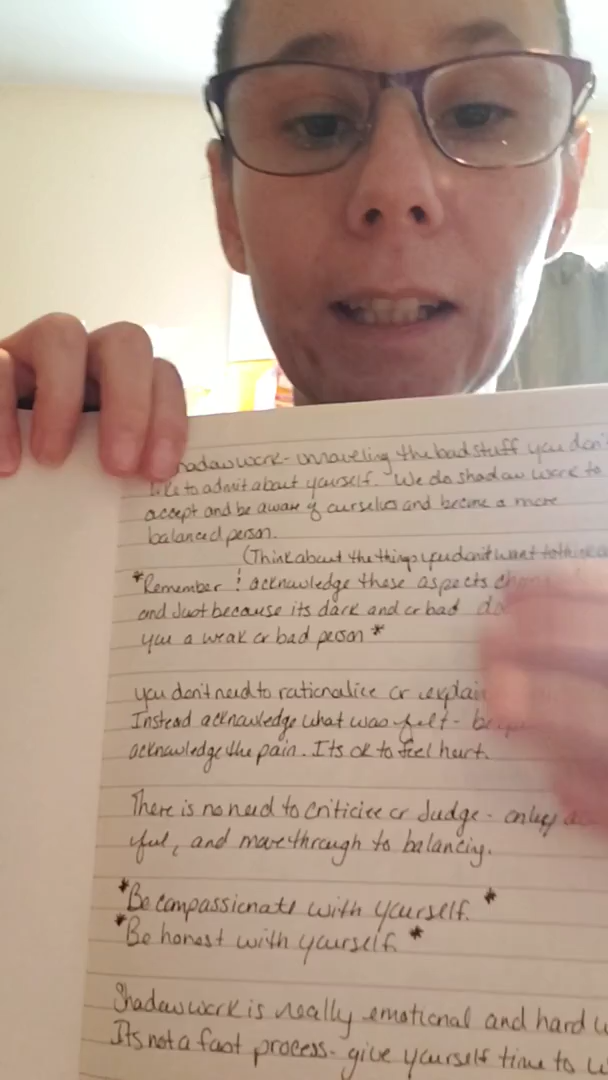 hadow work - unraveling the bad stuff you don'
like to admit about yourself. We do shadow work to
accept and be aware of ourselves and become a more
balanced person.
(Think about the things you don't want to think a
*Remember! acknowledge these aspects
and Just because its dark and or bad do
you a weak or bad person*
you don't need to rationalize or explain
Instead acknowledge what was felt -
acknowledge the pain. Its ok to feel hurt.
There is no need to criticize or Judge - only
ful, and move through to balancing.
*Be compassionate with yourself.*
*Be honest with yourself.*
Shadow work is really emotional and hard w
Its not a fast process - give yourself time to w